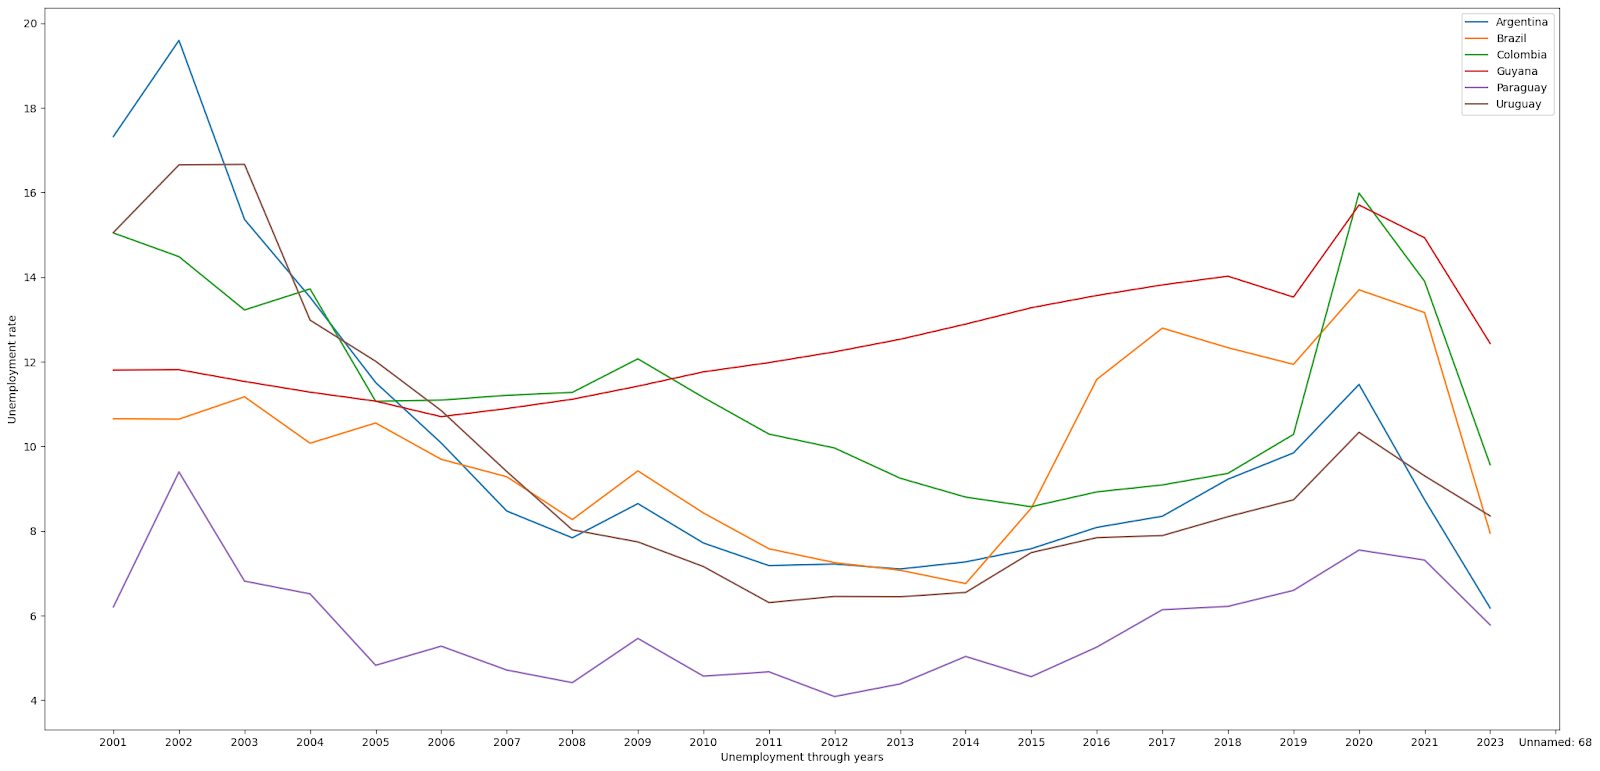 20
18
16
14
12
10
8
6
4
Unemployment rate
Argentina
Brazil
Colombia
Guyana
Paraguay
Uruguay
2001 2002 2003 2004 2005 2006 2007 2008 2009 2010 2011 2012 2013 2014 2015 2016 2017 2018 2019 2020 2021 2023 Unnamed: 68
Unemployment through years